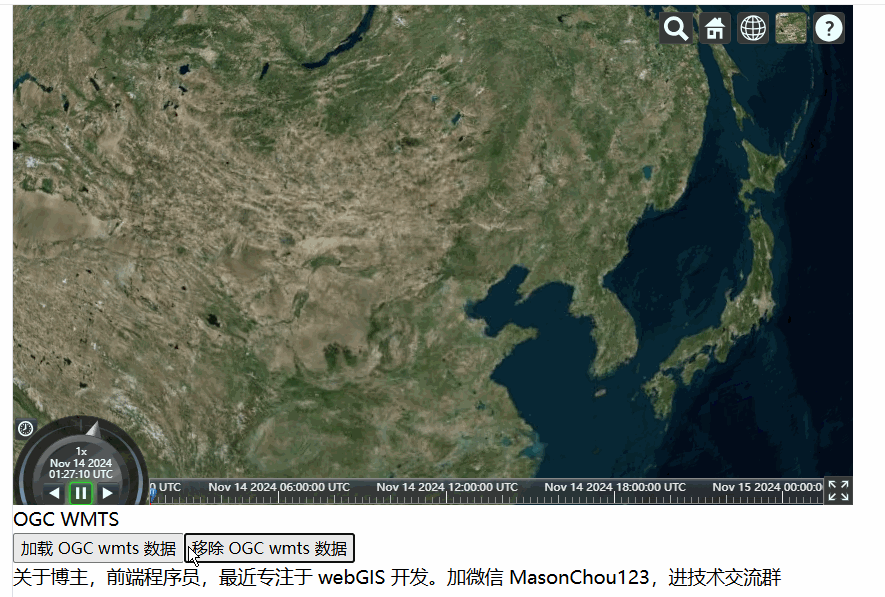 ?
1x
Nov 14 2024
01:27:10 UTC
0 UTC Nov 14 2024 06:00:00 UTC Nov 14 2024 12:00:00 UTC Nov 14 2024 18:00:00 UTC Nov 15 2024 00:00:0
OGC WMTS
加载 OGC wmts 数据 移除 OGC wmts 数据
关于博主，前端程序员，最近专注于 webGIS 开发。加微信 MasonChou123，进技术交流群